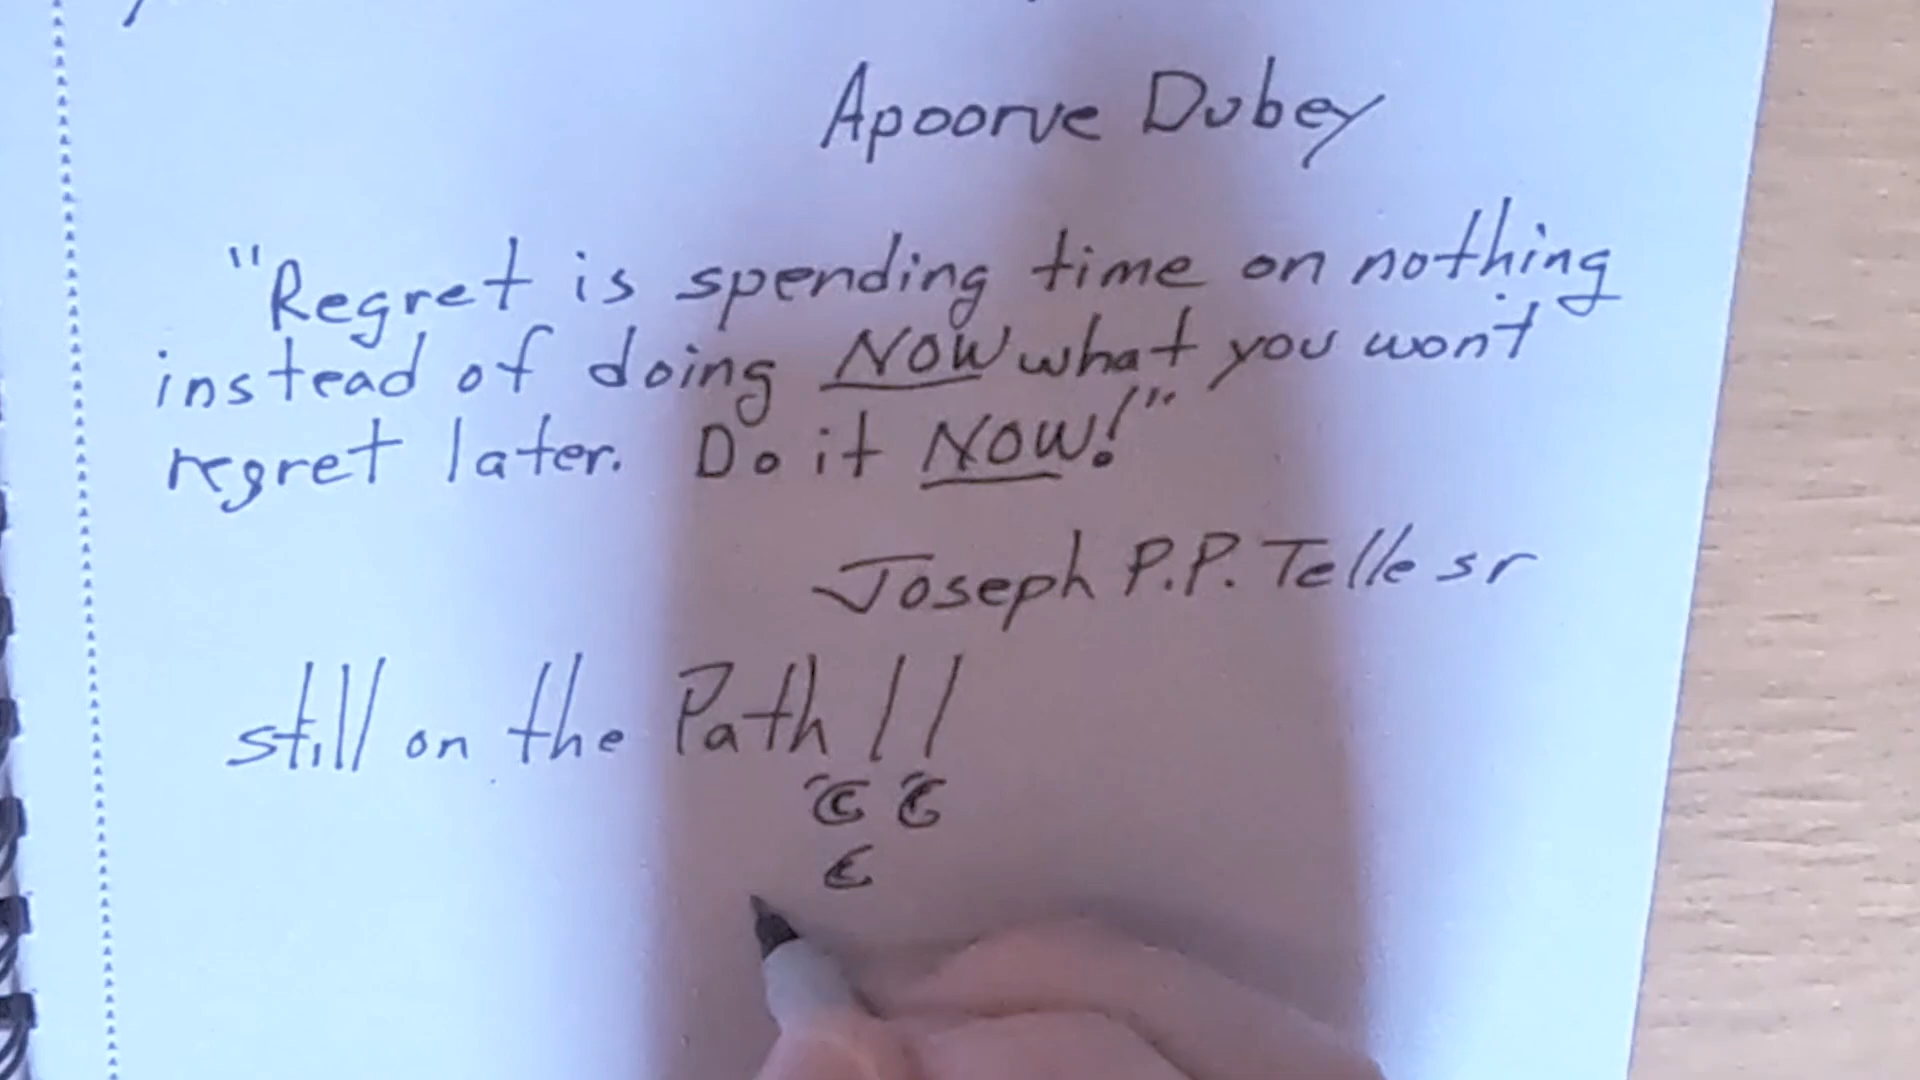 Apoorve Dubey
"Regret is spending time on nothing
instead of doing NOW what you won't
regret later. Do it NOW!"
Joseph P.P. Telle sr
still on the Path !!